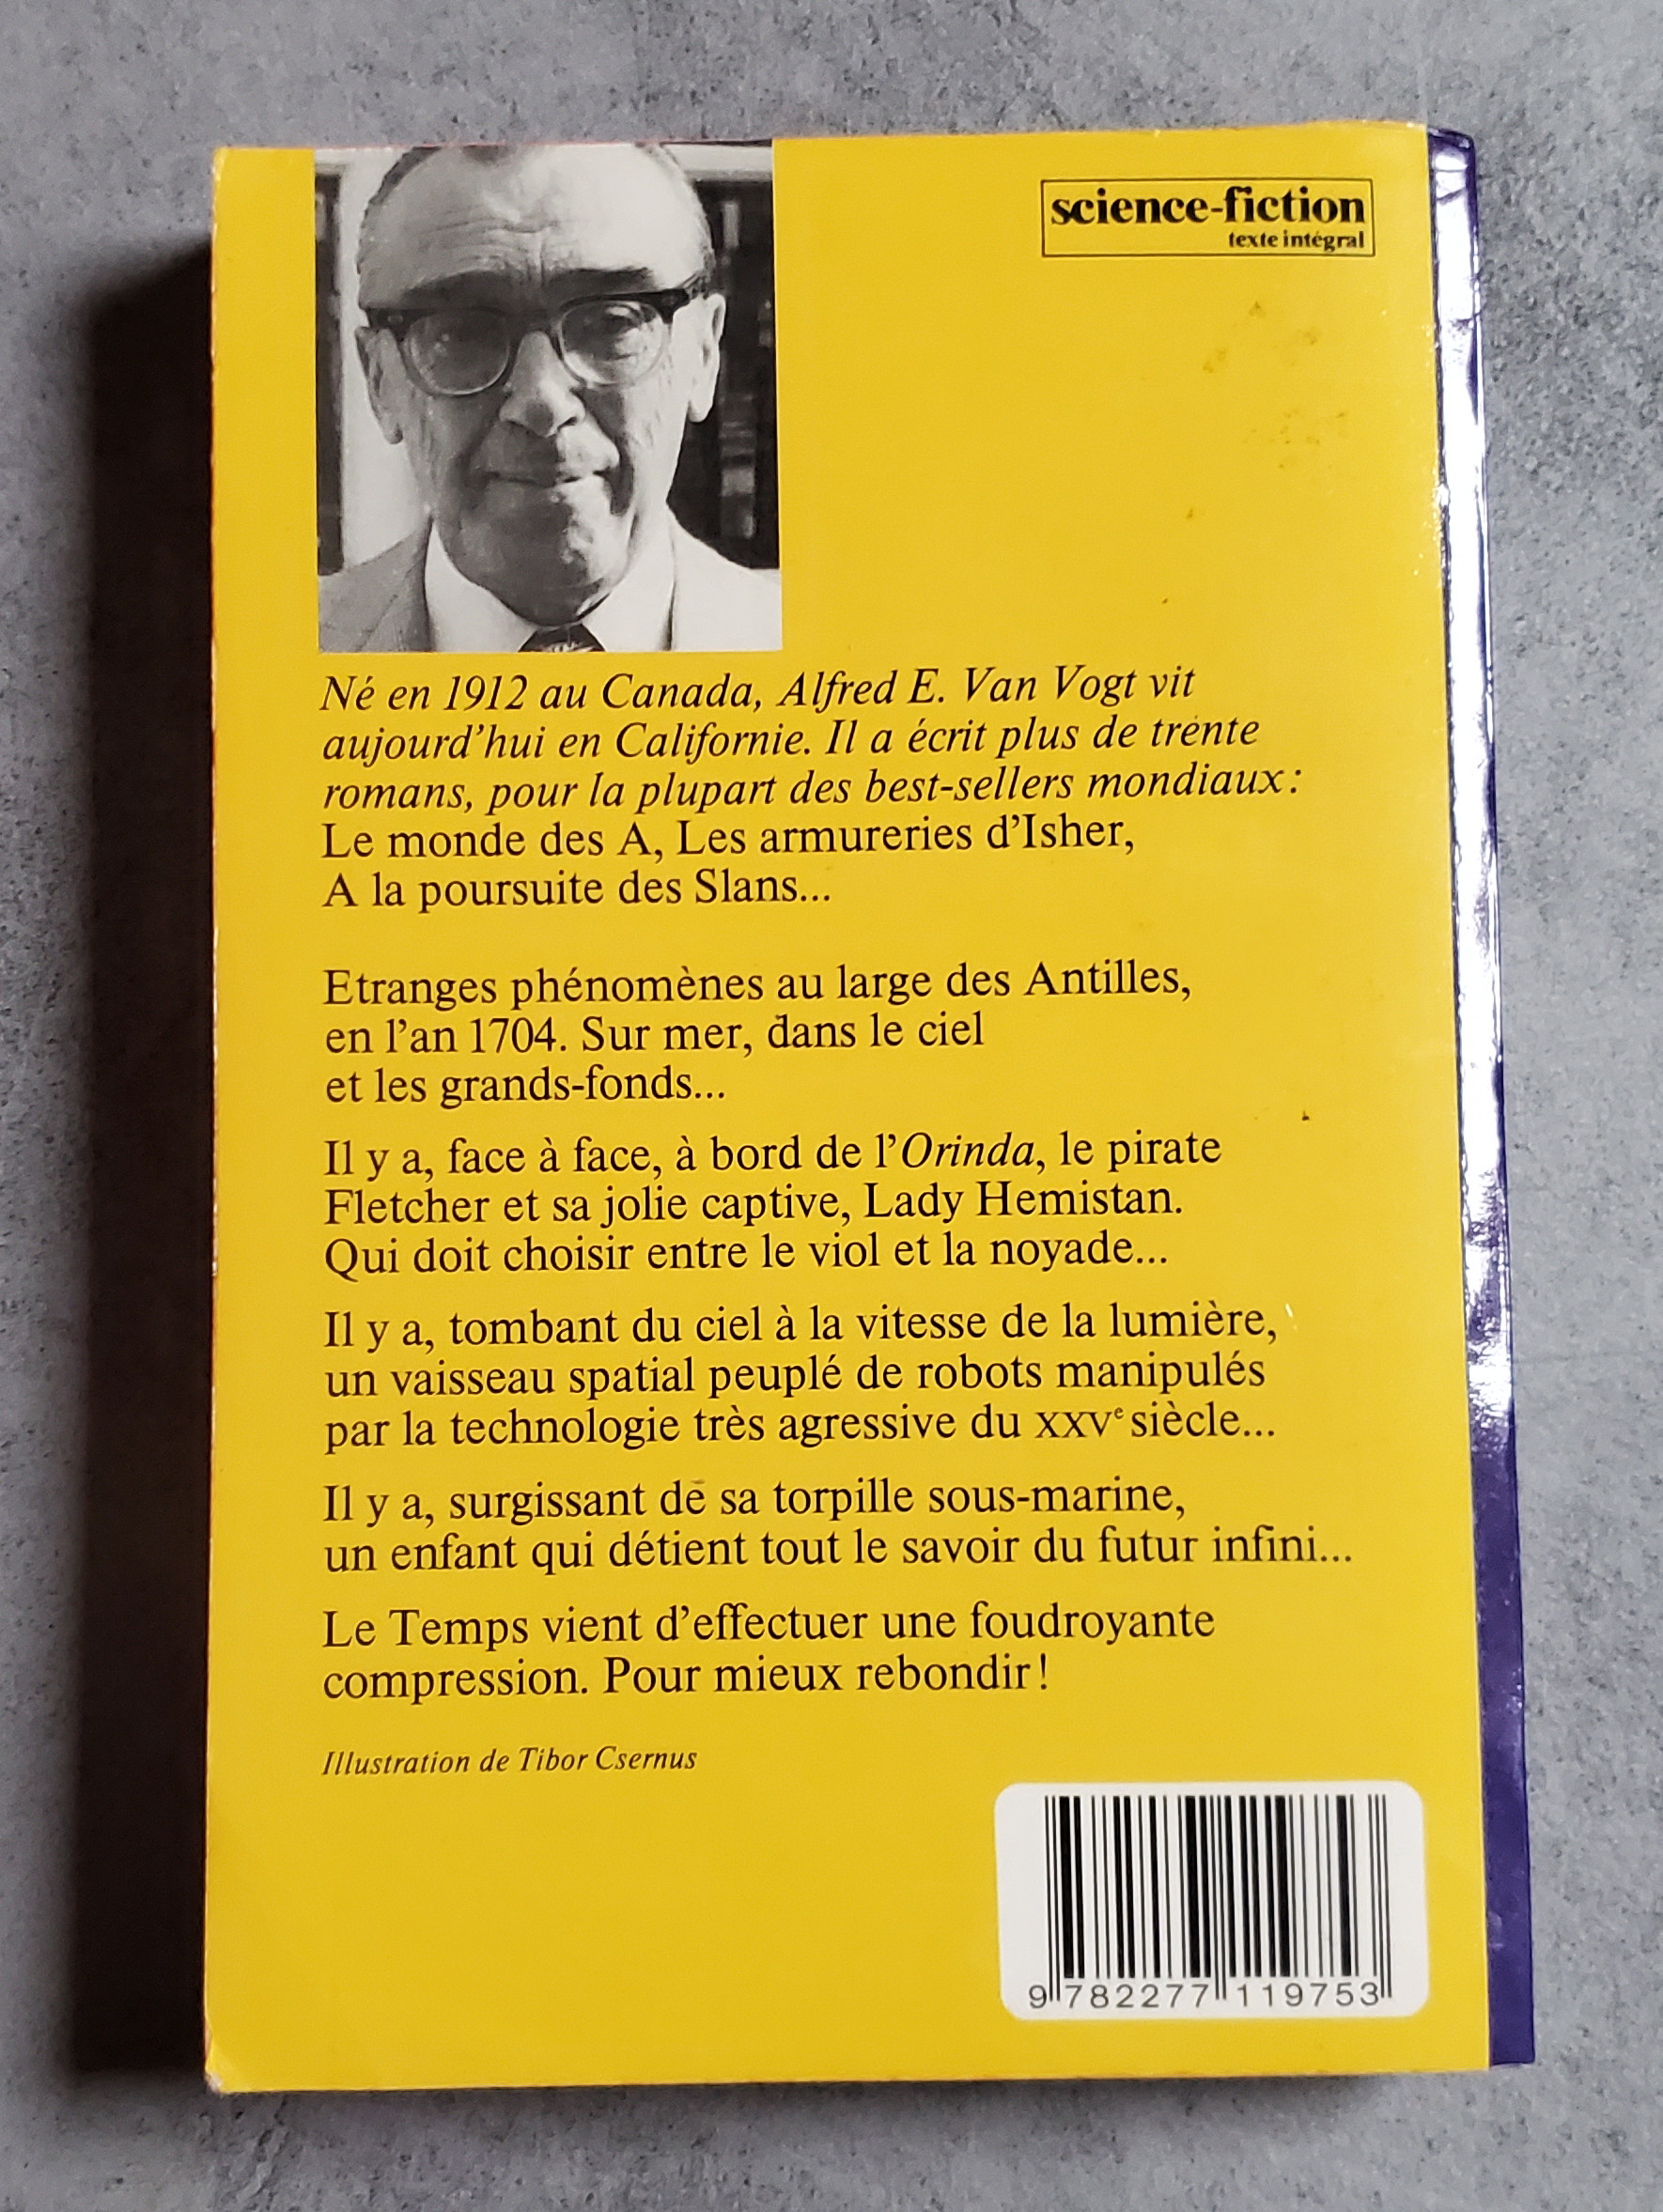 science-fiction
texte intégral
Né en 1912 au Canada, Alfred E. Van Vogt vit
aujourd'hui en Californie. Il a écrit plus de trente
romans, pour la plupart des best-sellers mondiaux :
Le monde des A, Les armureries d'Isher,
A la poursuite des Slans...
Etranges phénomènes au large des Antilles,
en l'an 1704. Sur mer, dans le ciel
et les grands-fonds...
Il y a, face à face, à bord de l'Orinda, le pirate
Fletcher et sa jolie captive, Lady Hemistan.
Qui doit choisir entre le viol et la noyade...
Il y a, tombant du ciel à la vitesse de la lumière,
un vaisseau spatial peuplé de robots manipulés
par la technologie très agressive du XXVe siècle...
Il y a, surgissant de sa torpille sous-marine,
un enfant qui détient tout le savoir du futur infini...
Le Temps vient d'effectuer une foudroyante
compression. Pour mieux rebondir !
Illustration de Tibor Csernus
9 782277 119753